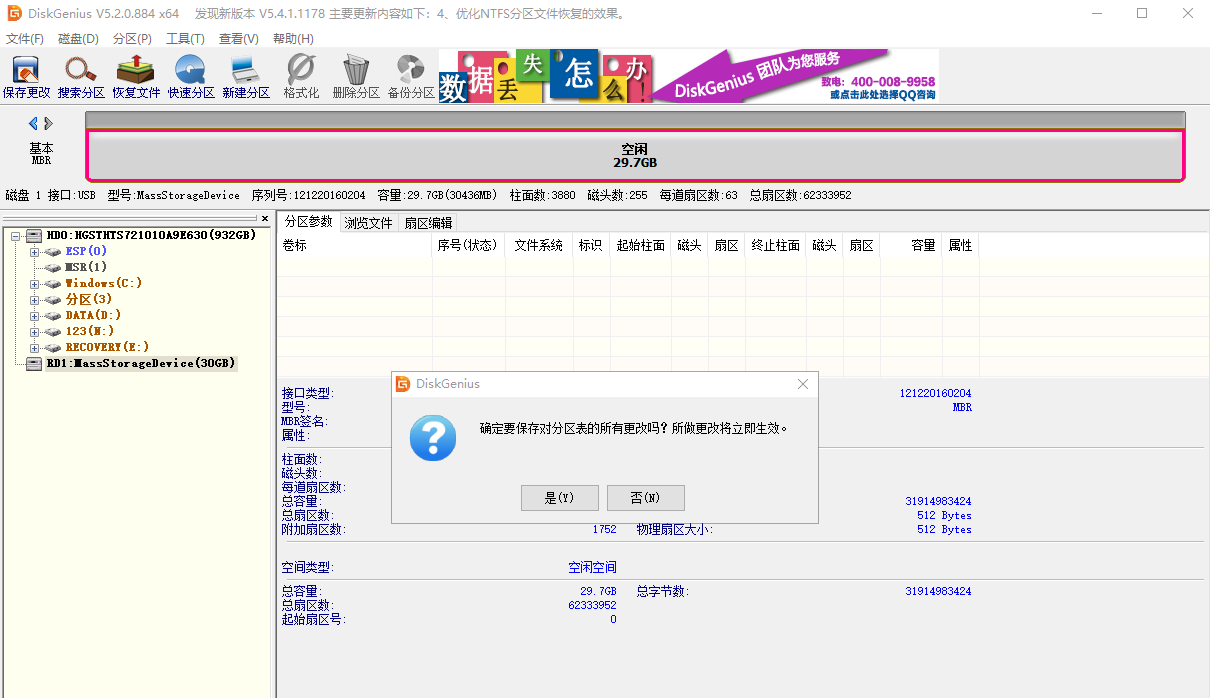 DiskGenius V5.2.0.884 x64 发现新版本 V5.4.1.1178 主要更新内容如下：4、优化NTFS分区文件恢复的效果。
文件(F) 磁盘(D) 分区(P) 工具(T) 查看(V) 帮助(H)
保存更改 搜索分区 恢复文件 快速分区 新建分区 格式化 删除分区 备份分区
数据丢失怎么办!
DiskGenius 团队为您服务
致电：400-008-9958
或点击此处选择QQ咨询
基本
MBR
空闲
29.7GB
磁盘 1 接口:USB 型号:MassStorageDevice 序列号:121220160204 容量:29.7GB(30436MB) 柱面数:3880 磁头数:255 每道扇区数:63 总扇区数:62333952
HD0:HGSTHTS721010A9E630(932GB)
ESP(0)
MSR(1)
Windows(C:)
分区(3)
DATA(D:)
123(N:)
RECOVERY(E:)
RD1:MassStorageDevice(30GB)
分区参数 浏览文件 扇区编辑
卷标 序号(状态) 文件系统 标识 起始柱面 磁头 扇区 终止柱面 磁头 扇区 容量 属性
接口类型: 121220160204
型号: MBR
MBR签名:
属性:
柱面数:
磁头数:
每道扇区数:
总容量: 31914983424
总扇区数: 512 Bytes
附加扇区数: 1752 物理扇区大小: 512 Bytes
空间类型: 空闲空间
总容量: 29.7GB 总字节数: 31914983424
总扇区数: 62333952
起始扇区号: 0
DiskGenius
确定要保存对分区表的所有更改吗？所做更改将立即生效。
是(Y) 否(N)